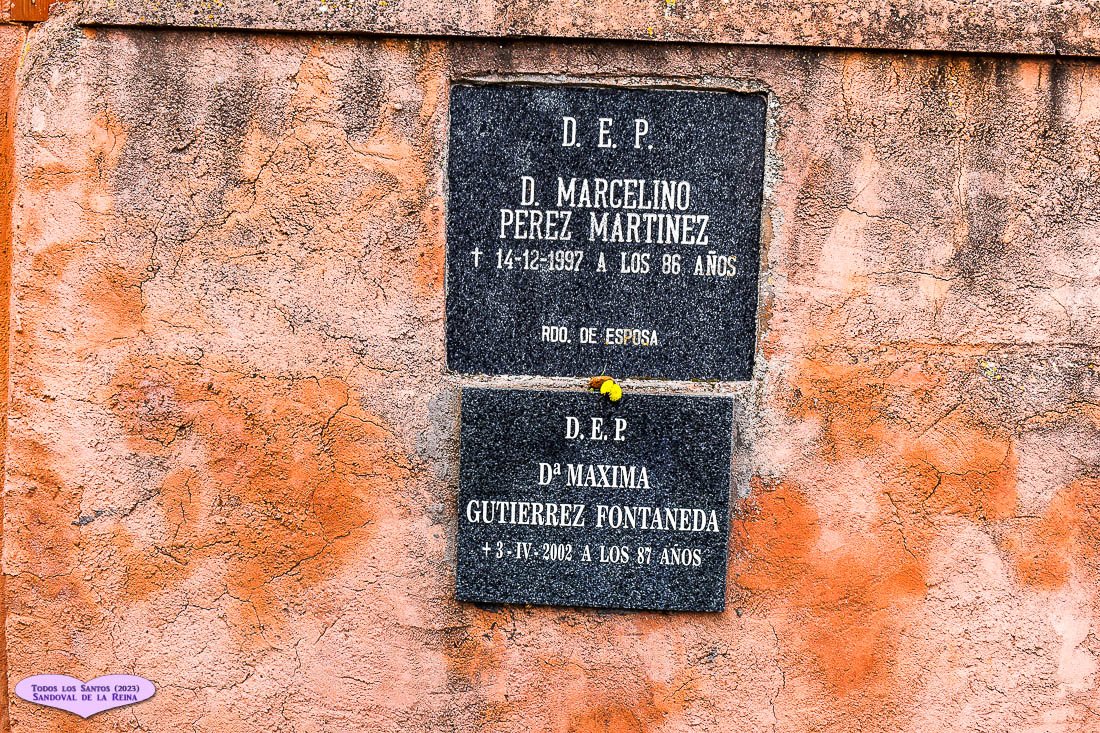 D. E. P.
D. MARCELINO
PEREZ MARTINEZ
† 14-12-1997 A LOS 86 AÑOS
RDO. DE ESPOSA
D. E. P.
Dª MAXIMA
GUTIERREZ FONTANEDA
† 3-IV-2002 A LOS 87 AÑOS
Todos los Santos (2023)
Sandoval de la Reina